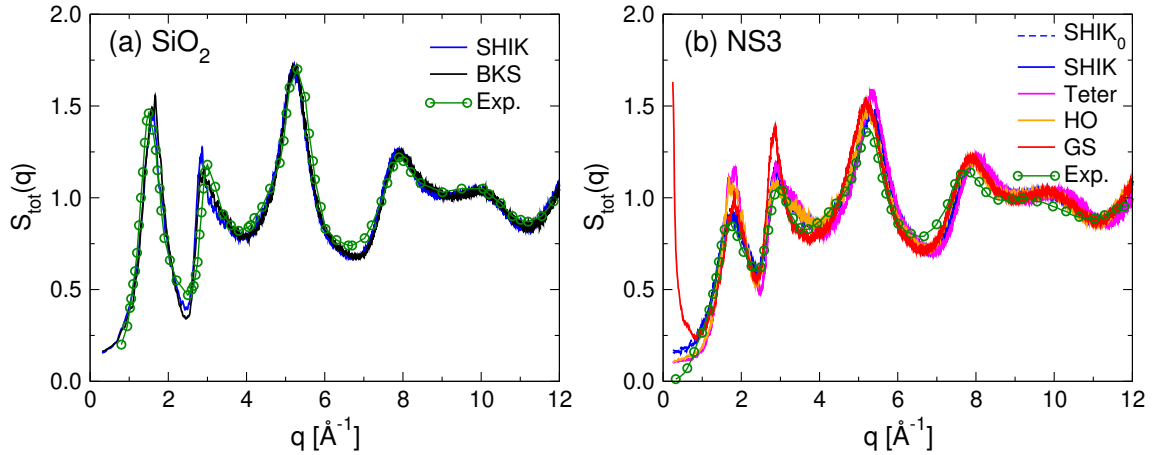 (a) SiO₂
SHIK
BKS
Exp.
S_tot(q)
2.0
1.5
1.0
0.5
0.0
0 2 4 6 8 10 12
q [Å⁻¹]
(b) NS3
SHIK₀
SHIK
Teter
HO
GS
Exp.
S_tot(q)
2.0
1.5
1.0
0.5
0.0
0 2 4 6 8 10 12
q [Å⁻¹]